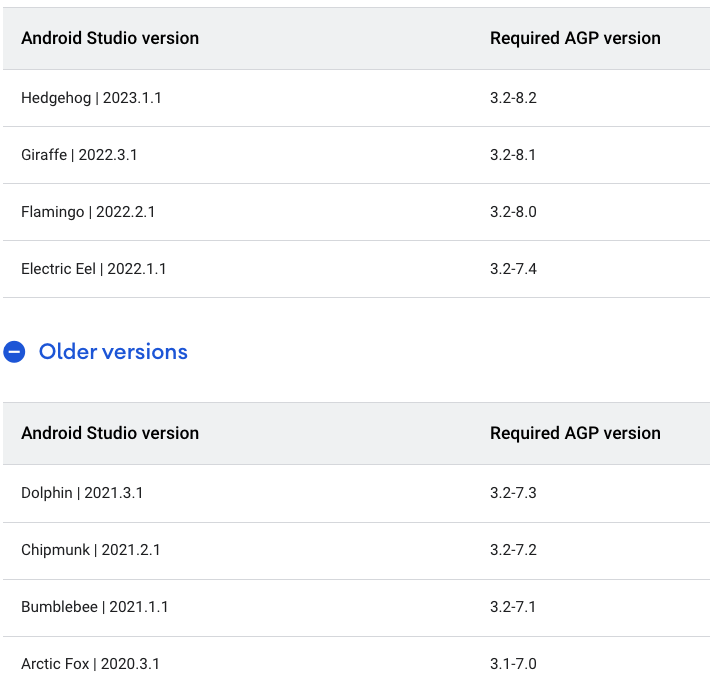 Android Studio version Required AGP version
Hedgehog | 2023.1.1 3.2-8.2
Giraffe | 2022.3.1 3.2-8.1
Flamingo | 2022.2.1 3.2-8.0
Electric Eel | 2022.1.1 3.2-7.4
Older versions
Android Studio version Required AGP version
Dolphin | 2021.3.1 3.2-7.3
Chipmunk | 2021.2.1 3.2-7.2
Bumblebee | 2021.1.1 3.2-7.1
Arctic Fox | 2020.3.1 3.1-7.0